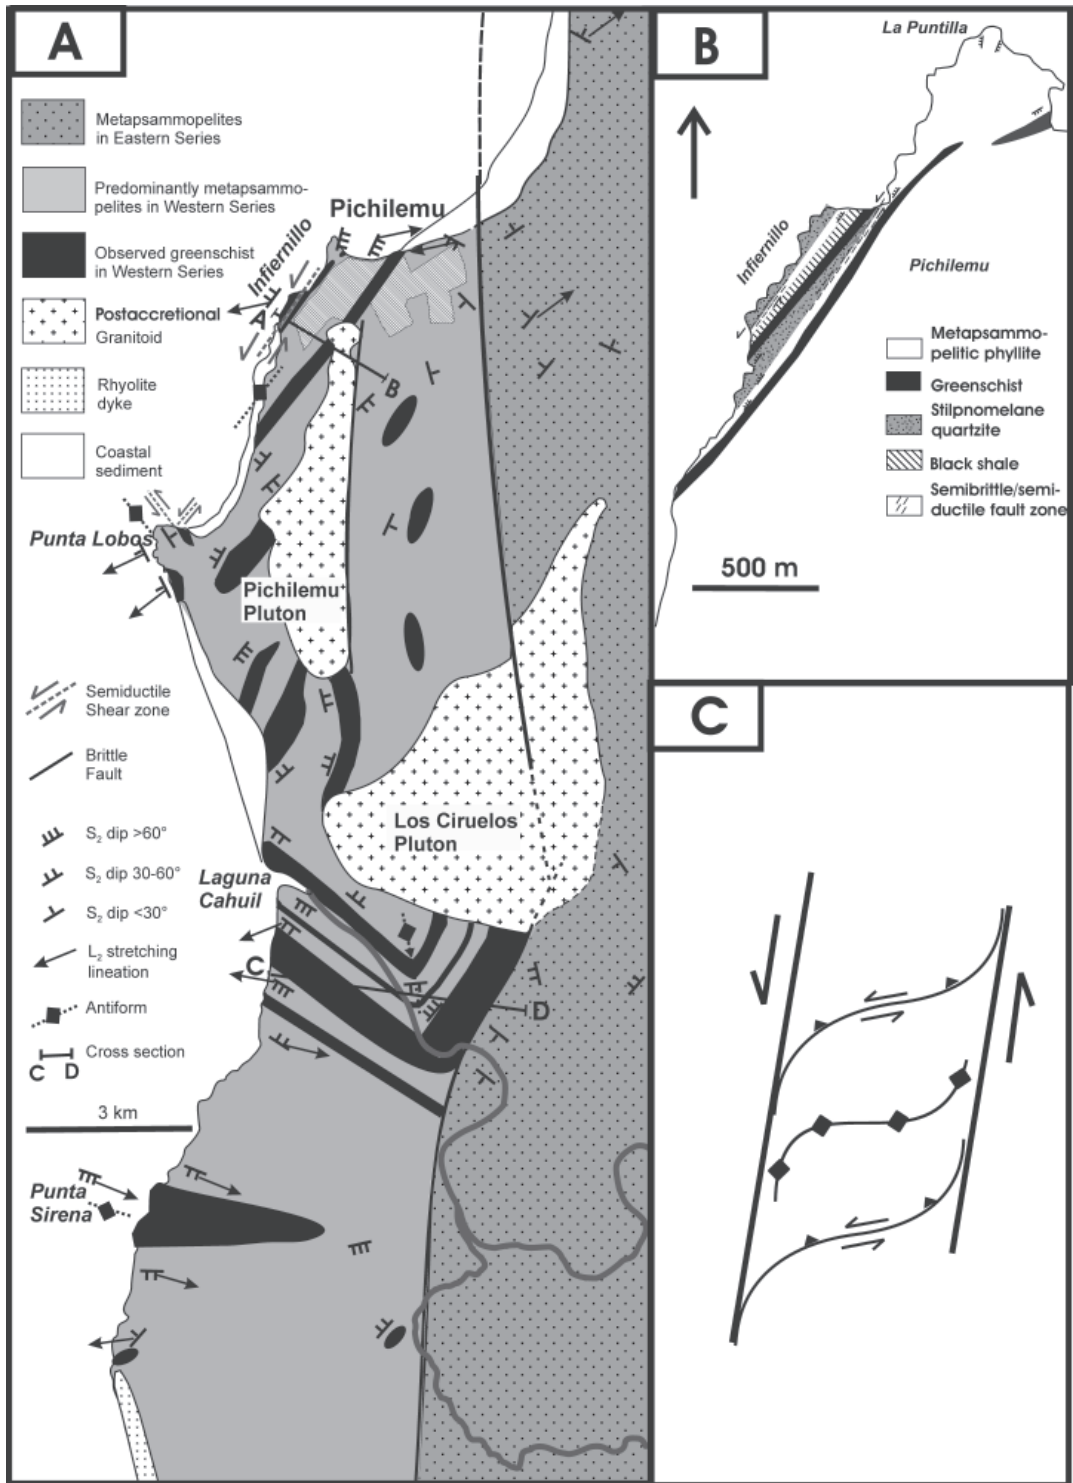 A
Metapsammopelites
in Eastern Series
Predominantly metapsammo-
pelites in Western Series
Observed greenschist
in Western Series
Postaccretional
Granitoid
Rhyolite
dyke
Coastal
sediment
Pichilemu
Infiernillo
A
B
Punta Lobos
Pichilemu
Pluton
Semiductile
Shear zone
Brittle
Fault
S2 dip >60°
S2 dip 30-60°
S2 dip <30°
L2 stretching
lineation
Antiform
Cross section
C D
3 km
Los Ciruelos
Pluton
Laguna
Cahuil
C
D
Punta
Sirena
B
La Puntilla
Infiernillo
Pichilemu
Metapsammo-
pelitic phyllite
Greenschist
Stilpnomelane
quartzite
Black shale
Semibrittle/semi-
ductile fault zone
500 m
C